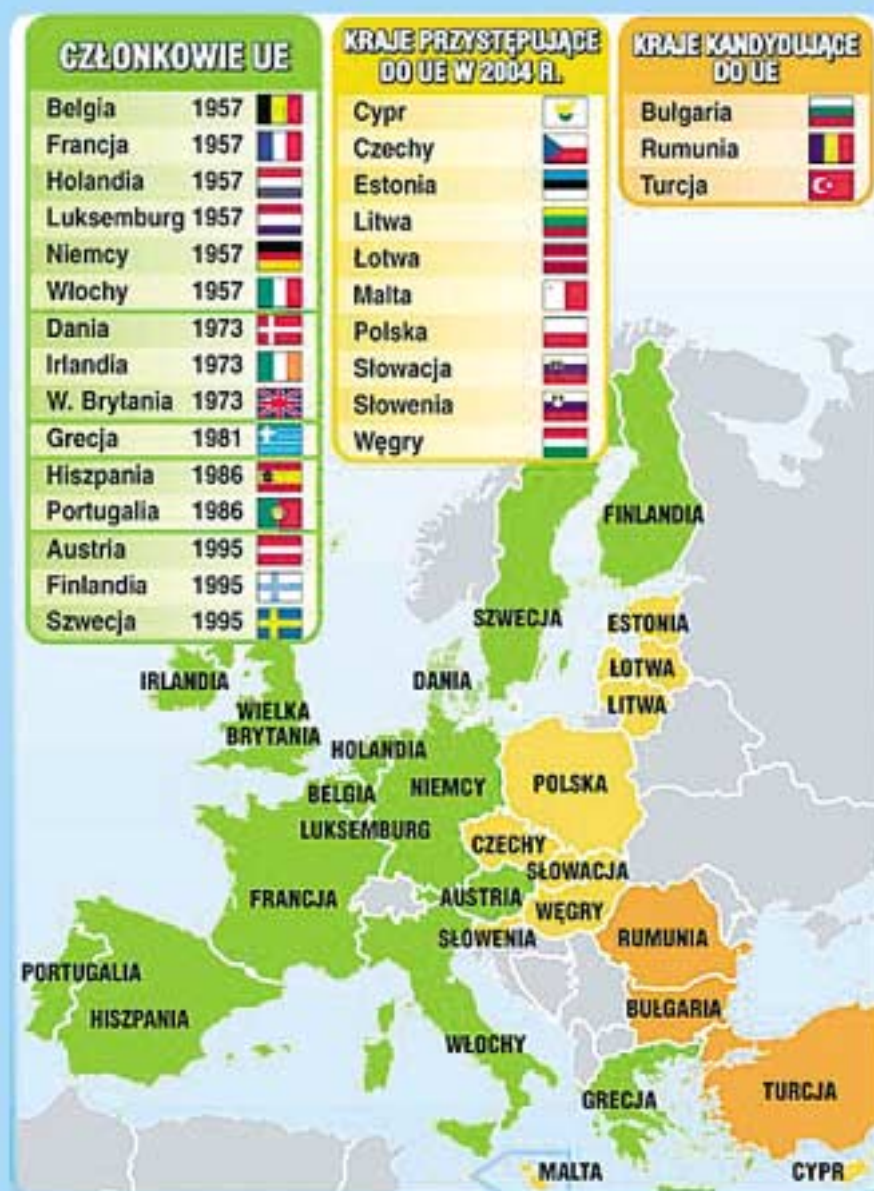 CZŁONKOWIE UE
Belgia 1957
Francja 1957
Holandia 1957
Luksemburg 1957
Niemcy 1957
Włochy 1957
Dania 1973
Irlandia 1973
W. Brytania 1973
Grecja 1981
Hiszpania 1986
Portugalia 1986
Austria 1995
Finlandia 1995
Szwecja 1995
KRAJE PRZYSTĘPUJĄCE
DO UE W 2004 R.
Cypr
Czechy
Estonia
Litwa
Łotwa
Malta
Polska
Słowacja
Słowenia
Węgry
KRAJE KANDYDUJĄCE
DO UE
Bułgaria
Rumunia
Turcja
FINLANDIA
SZWECJA
ESTONIA
ŁOTWA
LITWA
IRLANDIA
DANIA
WIELKA
BRYTANIA
HOLANDIA
BELGIA
NIEMCY
POLSKA
LUKSEMBURG
CZECHY
SŁOWACJA
FRANCJA
AUSTRIA
WĘGRY
SŁOWENIA
RUMUNIA
PORTUGALIA
HISZPANIA
BUŁGARIA
WŁOCHY
GRECJA
TURCJA
MALTA
CYPR